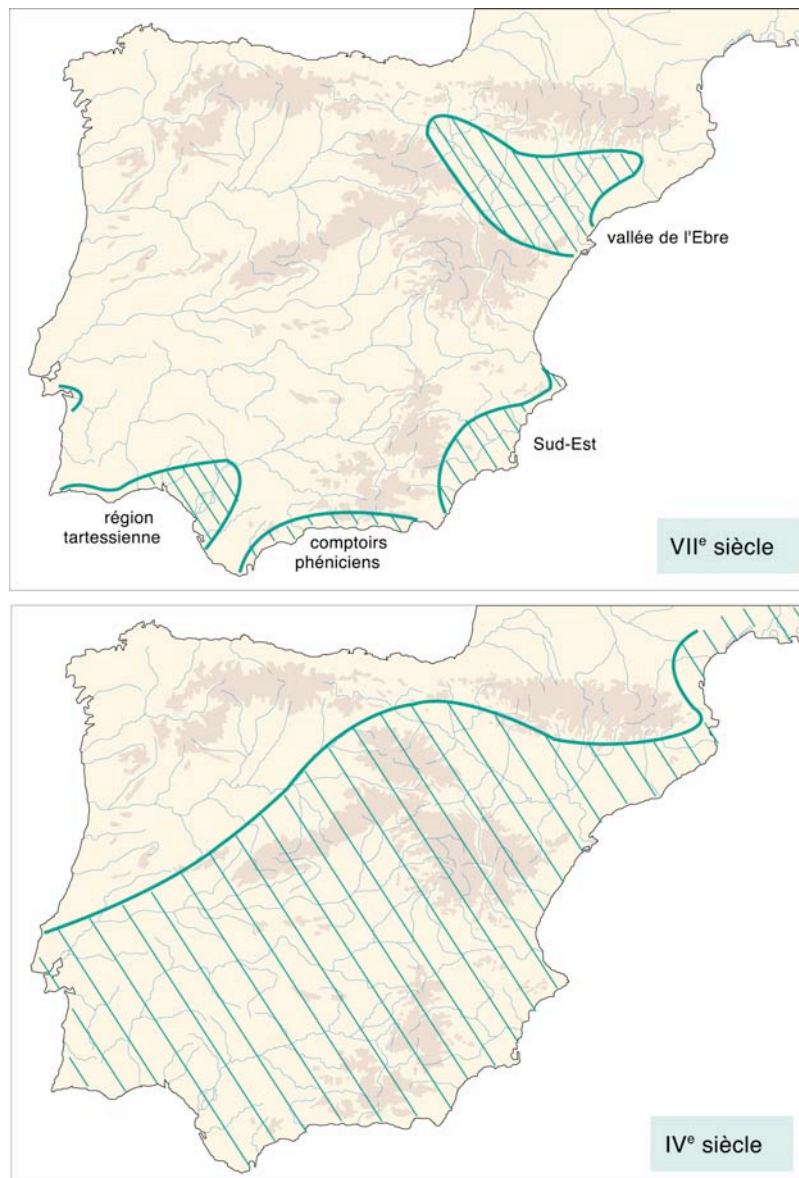 vallée de l'Ebre
Sud-Est
région
tartessienne
comptoirs
phéniciens
VIIe siècle
IVe siècle